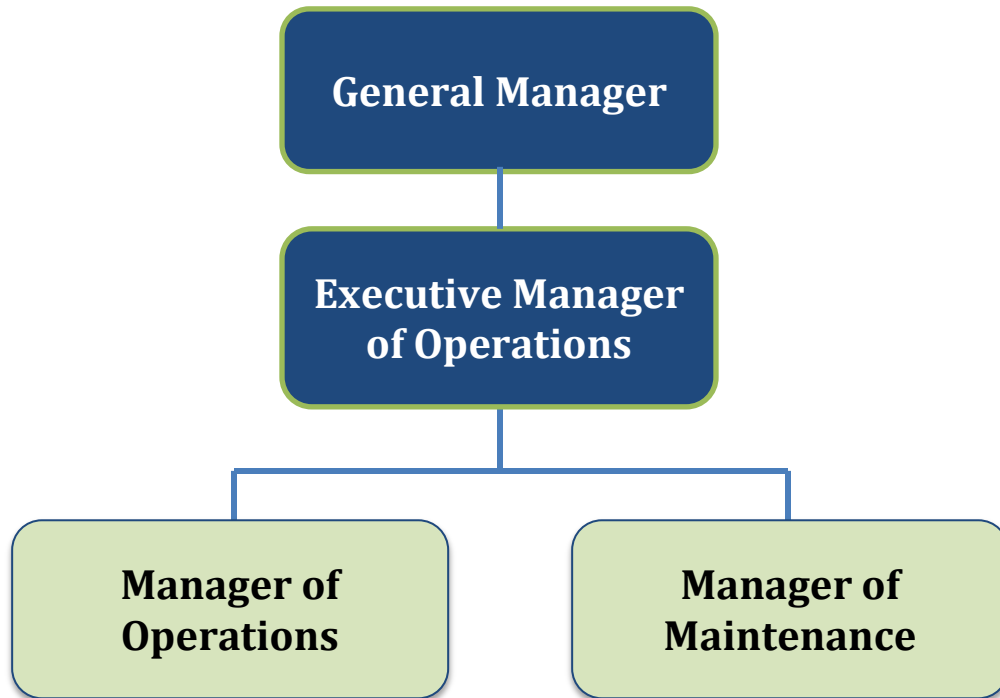 General Manager
Executive Manager
of Operations
Manager of
Operations
Manager of
Maintenance